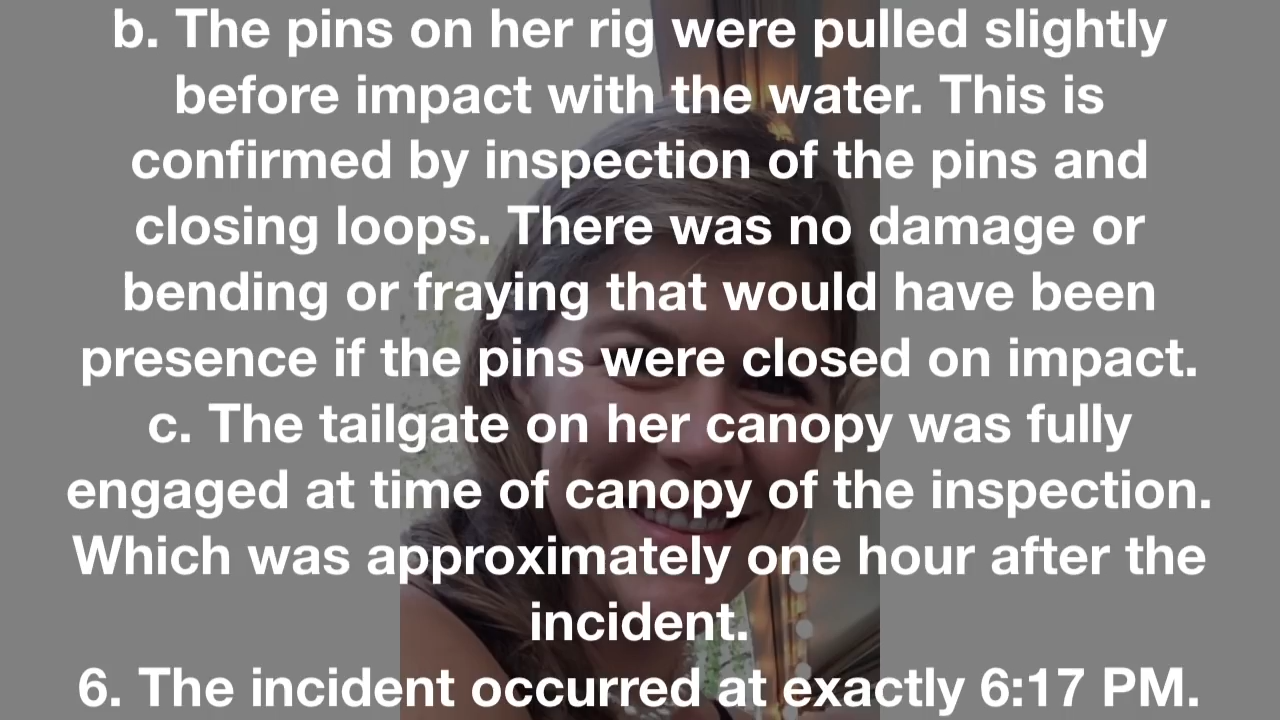 b. The pins on her rig were pulled slightly
before impact with the water. This is
confirmed by inspection of the pins and
closing loops. There was no damage or
bending or fraying that would have been
presence if the pins were closed on impact.
c. The tailgate on her canopy was fully
engaged at time of canopy of the inspection.
Which was approximately one hour after the
incident.
6. The incident occurred at exactly 6:17 PM.